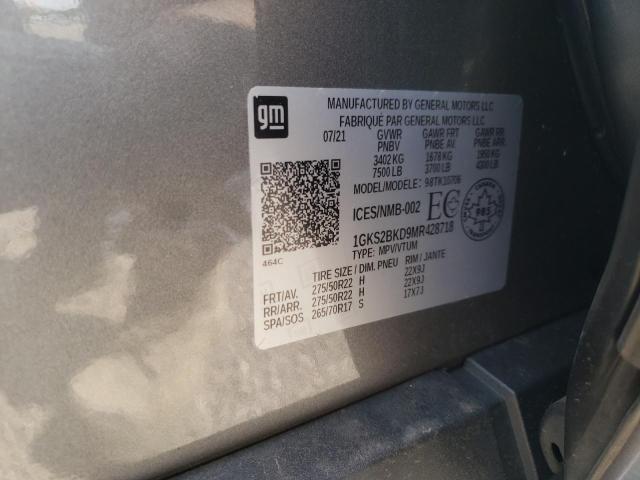 gm
MANUFACTURED BY GENERAL MOTORS LLC
FABRIQUÉ PAR GENERAL MOTORS LLC
07/21 GVWR GAWR FRT GAWR RR
PNBV PNBE AV. PNBE ARR.
3402 KG 1678 KG 1950 KG
7500 LB 3700 LB 4300 LB
MODEL/MODELE: 98TK10706
ICES/NMB-002 EC
1GKS2BKD9MR428718
TYPE: MPV/VTUM
464C
TIRE SIZE / DIM. PNEU RIM / JANTE
FRT/AV. 275/50R22 H 22X9J
RR/ARR. 275/50R22 H 22X9J
SPA/SOS 265/70R17 S 17X7J
CANADA